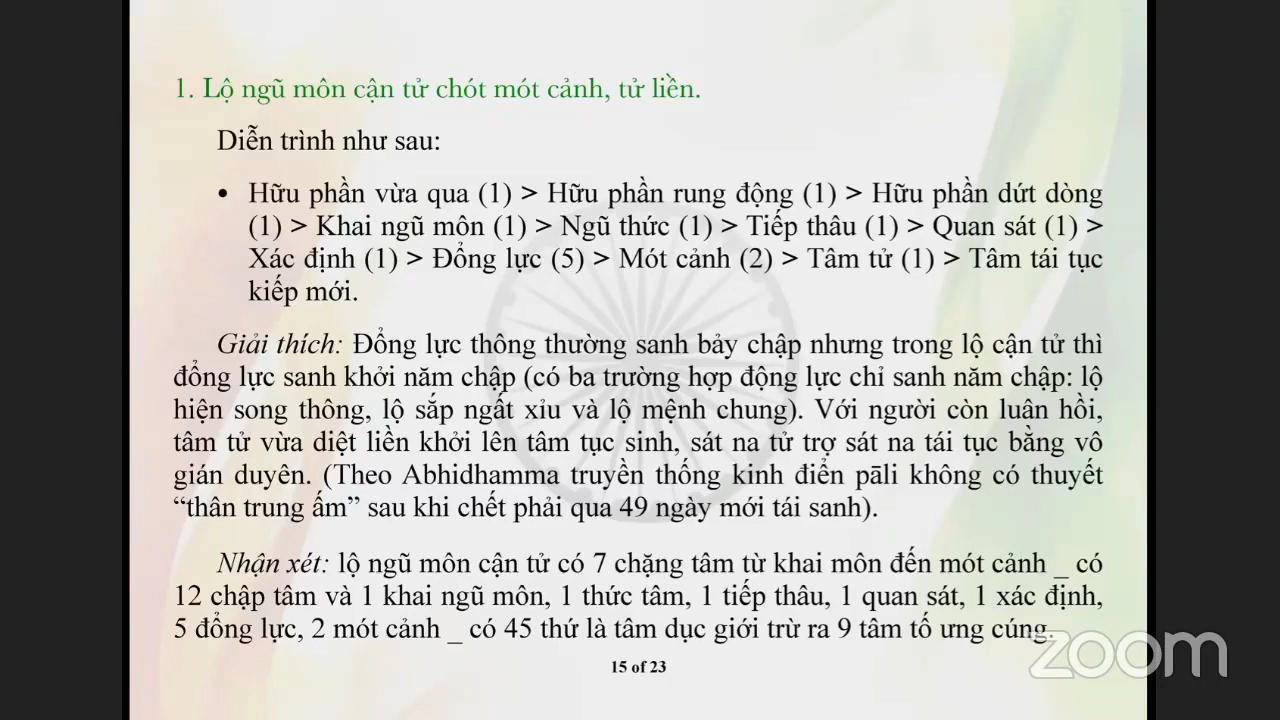 1. Lộ ngũ môn cận tử chót mót cảnh, tử liền.
Diễn trình như sau:
• Hữu phần vừa qua (1) > Hữu phần rung động (1) > Hữu phần dứt dòng
(1) > Khai ngũ môn (1) > Ngũ thức (1) > Tiếp thâu (1) > Quan sát (1) >
Xác định (1) > Đổng lực (5) > Mót cảnh (2) > Tâm tử (1) > Tâm tái tục
kiếp mới.
Giải thích: Đổng lực thông thường sanh bảy chập nhưng trong lộ cận tử thì
đổng lực sanh khởi năm chập (có ba trường hợp động lực chỉ sanh năm chập: lộ
hiện song thông, lộ sắp ngất xỉu và lộ mệnh chung). Với người còn luân hồi,
tâm tử vừa diệt liền khởi lên tâm tục sinh, sát na tử trợ sát na tái tục bằng vô
gián duyên. (Theo Abhidhamma truyền thống kinh điển pāli không có thuyết
“thân trung ấm” sau khi chết phải qua 49 ngày mới tái sanh).
Nhận xét: lộ ngũ môn cận tử có 7 chặng tâm từ khai môn đến mót cảnh _ có
12 chập tâm và 1 khai ngũ môn, 1 thức tâm, 1 tiếp thâu, 1 quan sát, 1 xác định,
5 đổng lực, 2 mót cảnh _ có 45 thứ là tâm dục giới trừ ra 9 tâm tố ưng cúng.
15 of 23
zoom